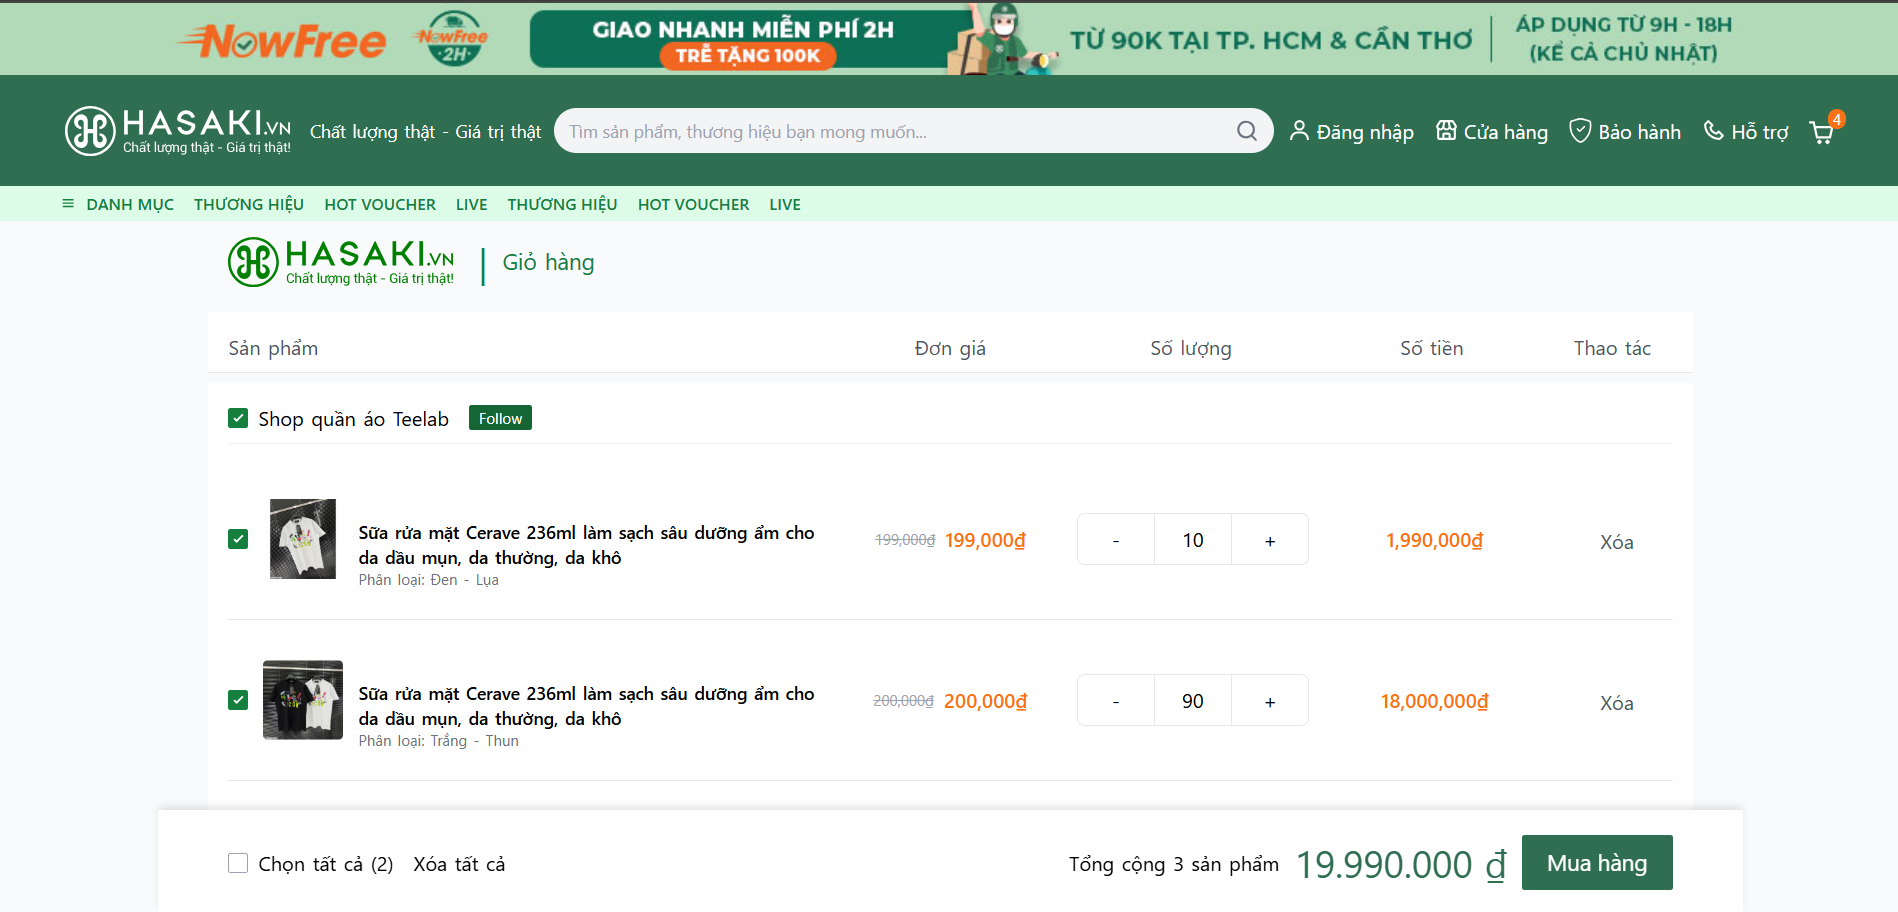 NowFree
NowFree
2H
GIAO NHANH MIỄN PHÍ 2H
TRỄ TẶNG 100K
TỪ 90K TẠI TP. HCM & CẦN THƠ
ÁP DỤNG TỪ 9H - 18H
(KỂ CẢ CHỦ NHẬT)
HASAKI.VN
Chất lượng thật - Giá trị thật!
Chất lượng thật - Giá trị thật
Tìm sản phẩm, thương hiệu bạn mong muốn...
Đăng nhập
Cửa hàng
Bảo hành
Hỗ trợ
4
DANH MỤC THƯƠNG HIỆU HOT VOUCHER LIVE THƯƠNG HIỆU HOT VOUCHER LIVE
HASAKI.VN
Chất lượng thật - Giá trị thật!
Giỏ hàng
Sản phẩm Đơn giá Số lượng Số tiền Thao tác
Shop quần áo Teelab Follow
Sữa rửa mặt Cerave 236ml làm sạch sâu dưỡng ẩm cho
da dầu mụn, da thường, da khô
Phân loại: Đen - Lụa
199,000₫ 199,000₫ - 10 + 1,990,000₫ Xóa
Sữa rửa mặt Cerave 236ml làm sạch sâu dưỡng ẩm cho
da dầu mụn, da thường, da khô
Phân loại: Trắng - Thun
200,000₫ 200,000₫ - 90 + 18,000,000₫ Xóa
Chọn tất cả (2) Xóa tất cả Tổng cộng 3 sản phẩm 19.990.000 ₫ Mua hàng